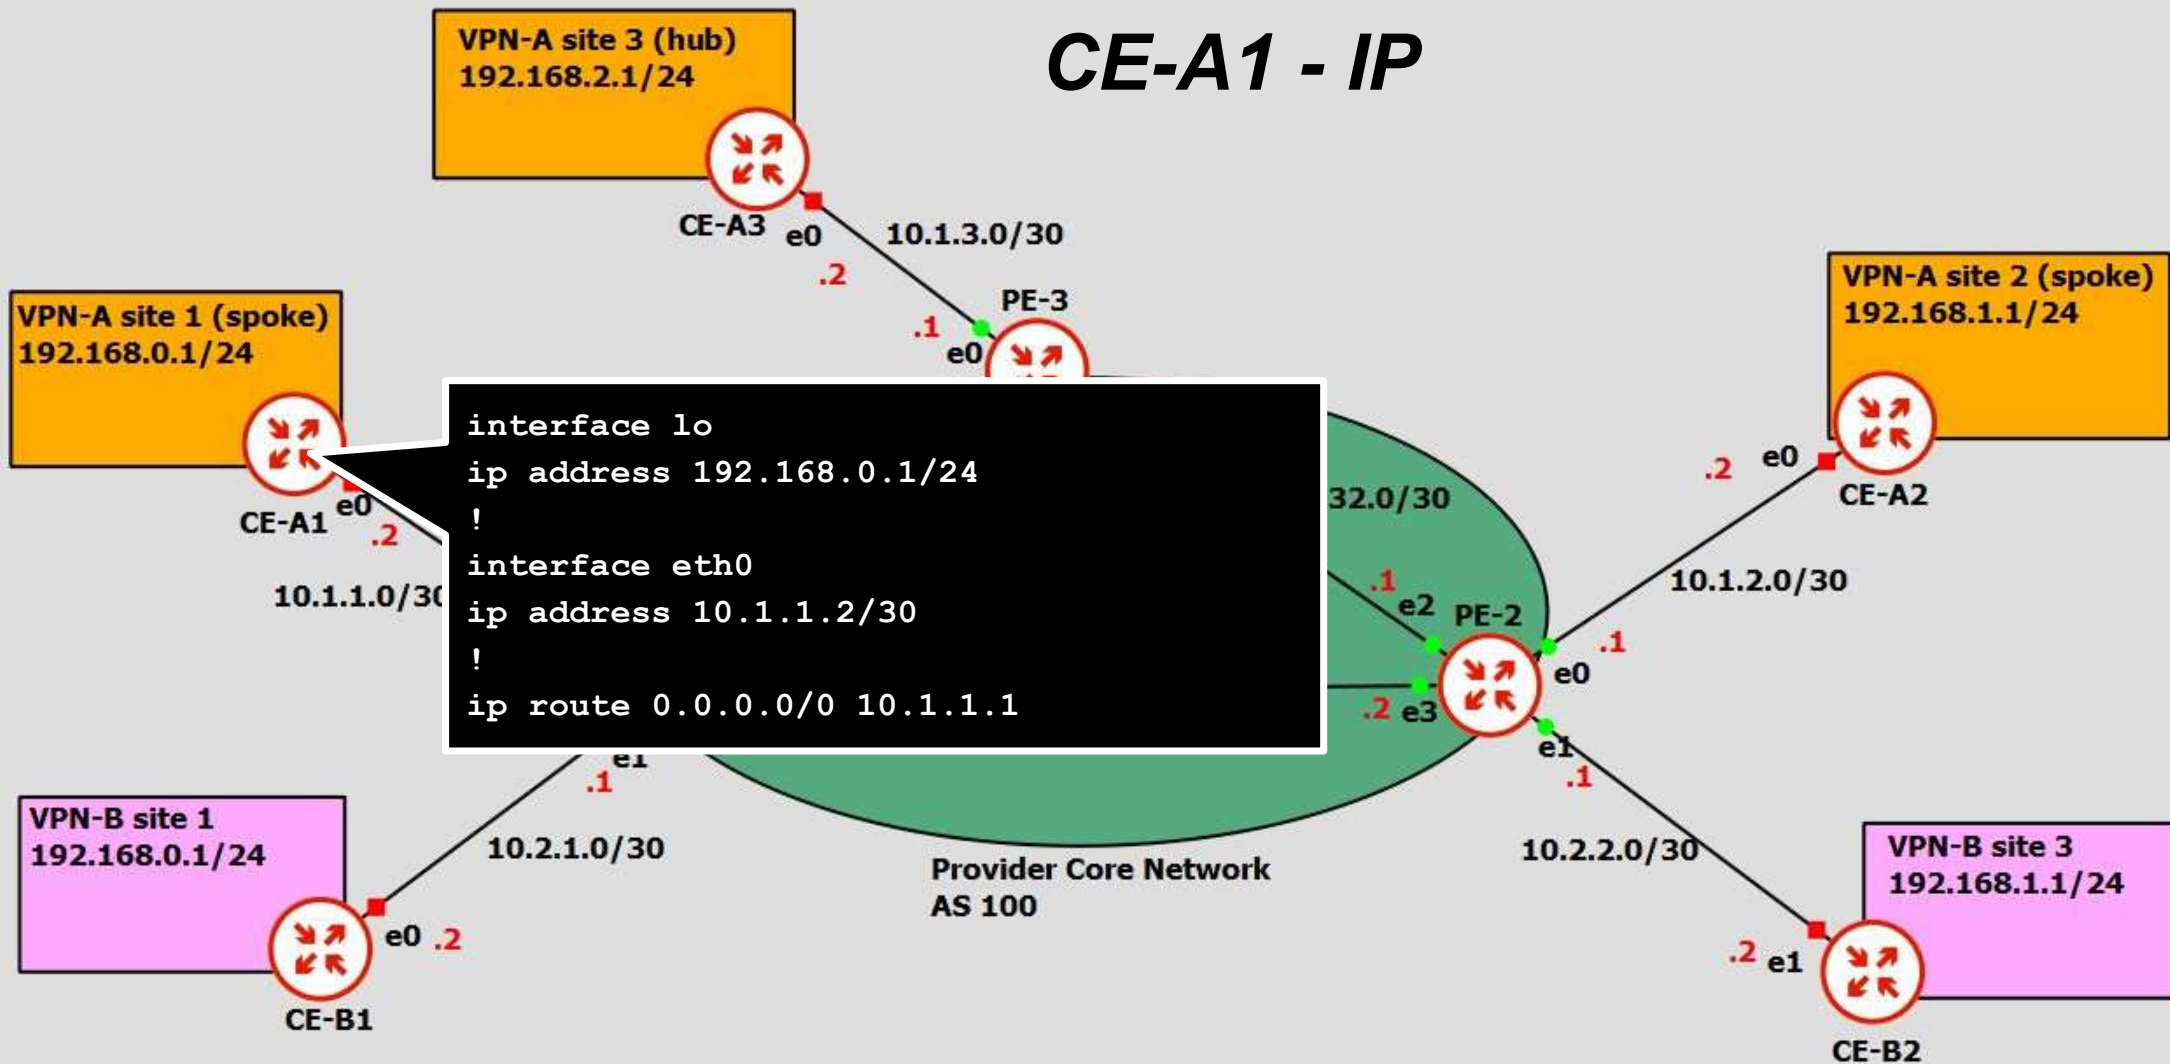 CE-A1 - IP
VPN-A site 3 (hub)
192.168.2.1/24
CE-A3
e0
.2
10.1.3.0/30
PE-3
.1
e0
VPN-A site 1 (spoke)
192.168.0.1/24
CE-A1
e0
.2
10.1.1.0/30
VPN-A site 2 (spoke)
192.168.1.1/24
CE-A2
e0
.2
10.1.2.0/30
interface lo
ip address 192.168.0.1/24
!
interface eth0
ip address 10.1.1.2/30
!
ip route 0.0.0.0/0 10.1.1.1
32.0/30
.1
e2
PE-2
.1
e0
.2
e3
e1
.1
e1
.1
VPN-B site 1
192.168.0.1/24
10.2.1.0/30
e0
.2
CE-B1
Provider Core Network
AS 100
10.2.2.0/30
VPN-B site 3
192.168.1.1/24
.2
e1
CE-B2